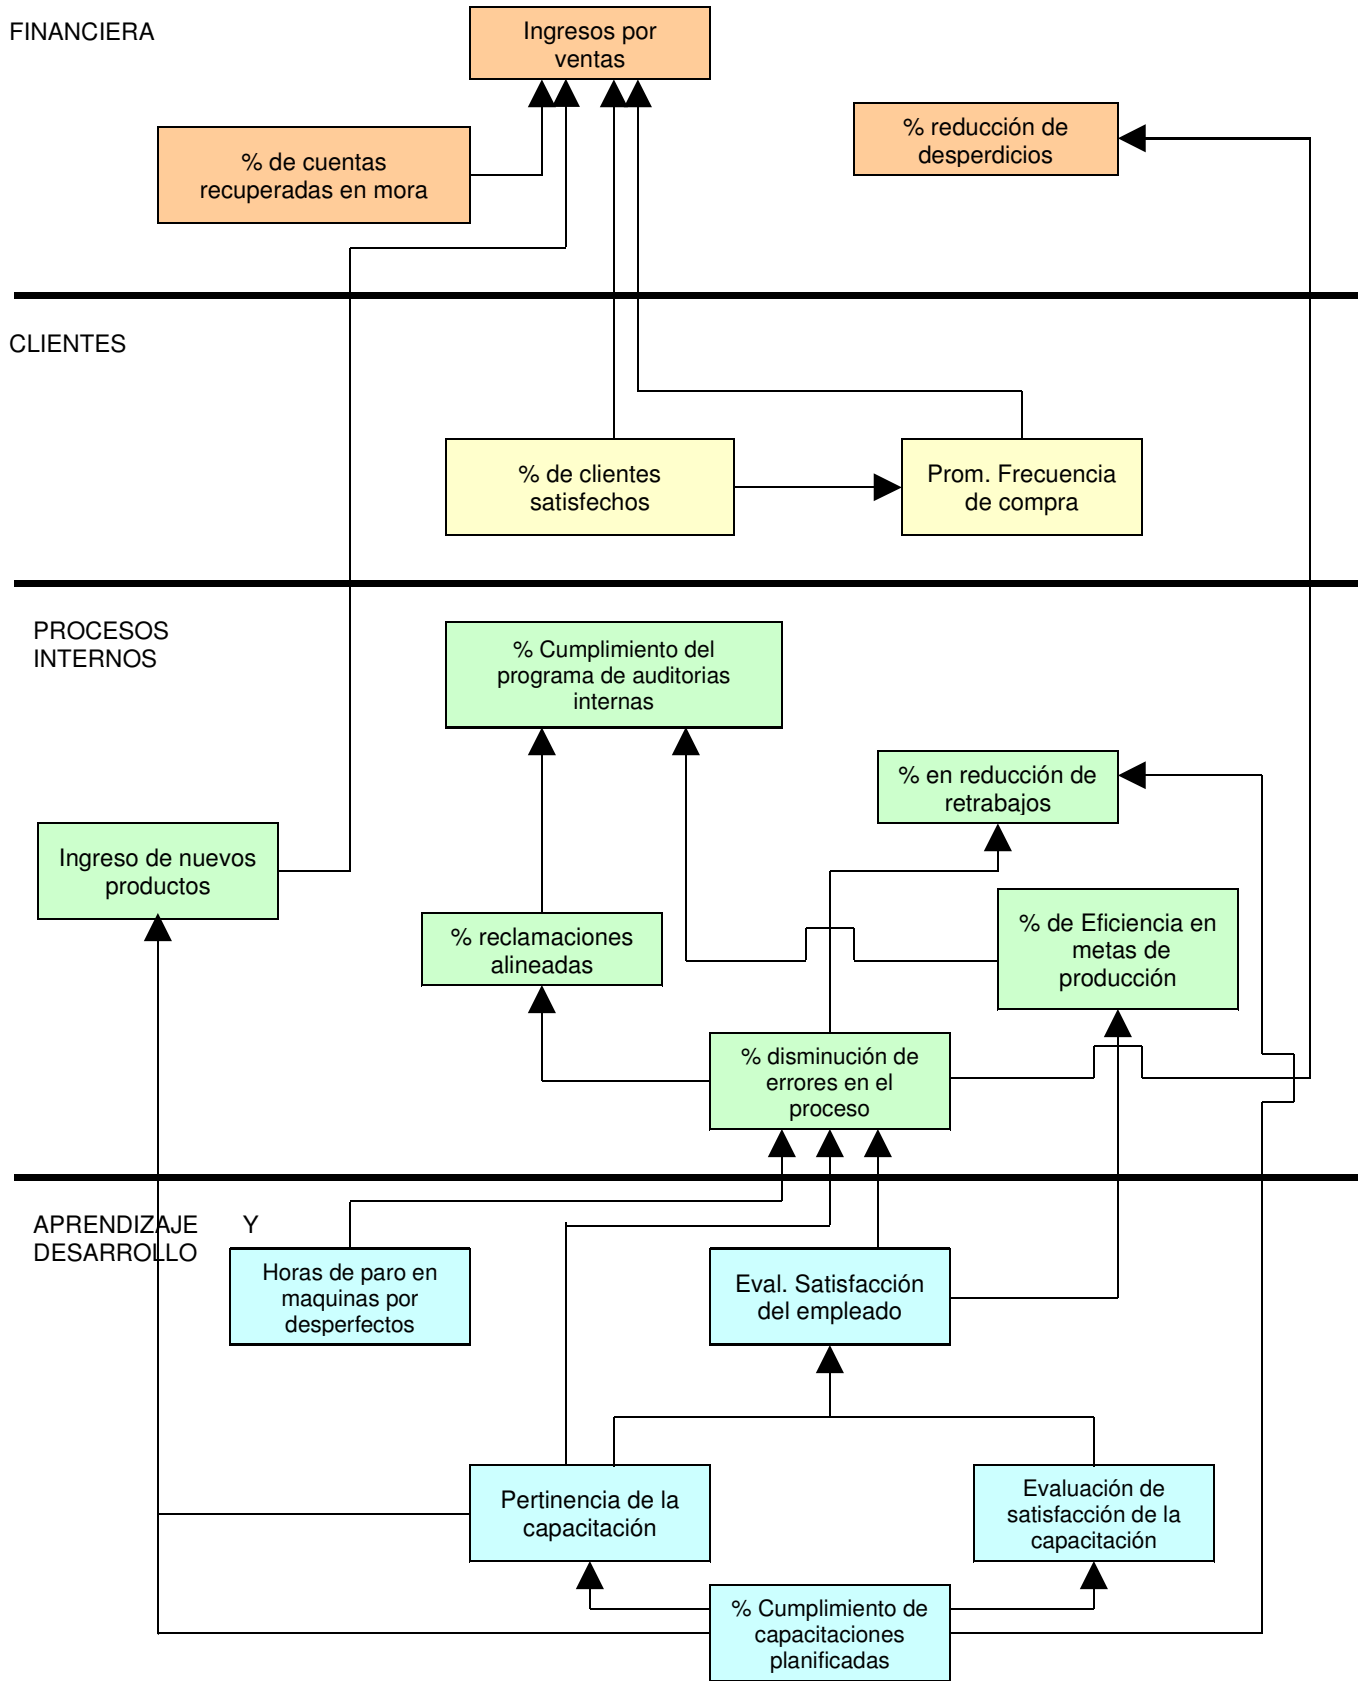 FINANCIERA
Ingresos por
ventas
% reducción de
desperdicios
% de cuentas
recuperadas en mora
CLIENTES
% de clientes
satisfechos
Prom. Frecuencia
de compra
PROCESOS
INTERNOS
% Cumplimiento del
programa de auditorias
internas
% en reducción de
retrabajos
Ingreso de nuevos
productos
% reclamaciones
alineadas
% de Eficiencia en
metas de
producción
% disminución de
errores en el
proceso
APRENDIZAJE Y
DESARROLLO
Horas de paro en
maquinas por
desperfectos
Eval. Satisfacción
del empleado
Pertinencia de la
capacitación
Evaluación de
satisfacción de la
capacitación
% Cumplimiento de
capacitaciones
planificadas